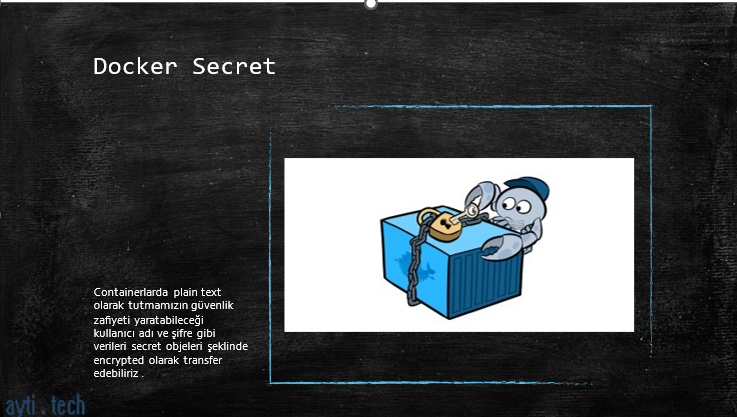 Docker Secret
Containerlarda plain text
olarak tutmamızın güvenlik
zafiyeti yaratabileceği
kullanıcı adı ve şifre gibi
verileri secret objeleri şeklinde
encrypted olarak transfer
edebiliriz .
ayti . tech